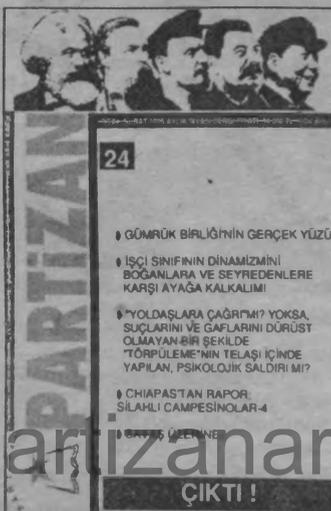 PARTİZAN
24
GÜMRÜK BİRLİĞİ'NİN GERÇEK YÜZÜ
İŞÇİ SINIFININ DİNAMİZMİNİ
BOĞANLARA VE SEYREDENLERE
KARŞI AYAĞA KALKALIM!
"YOLDAŞLARA ÇAĞRI"MI? YOKSA,
SUÇLARINI VE GAFLARINI DÜRÜST
OLMAYAN BİR ŞEKİLDE
"TÖRPÜLEME"NIN TELAŞI İÇİNDE
YAPILAN, PSİKOLOJİK SALDIRI MI?
CHIAPAS'TAN RAPOR:
SİLAHLI CAMPESİNOLAR-4
SAVAŞ ÜZERİNE
artizanar
ÇIKTI !